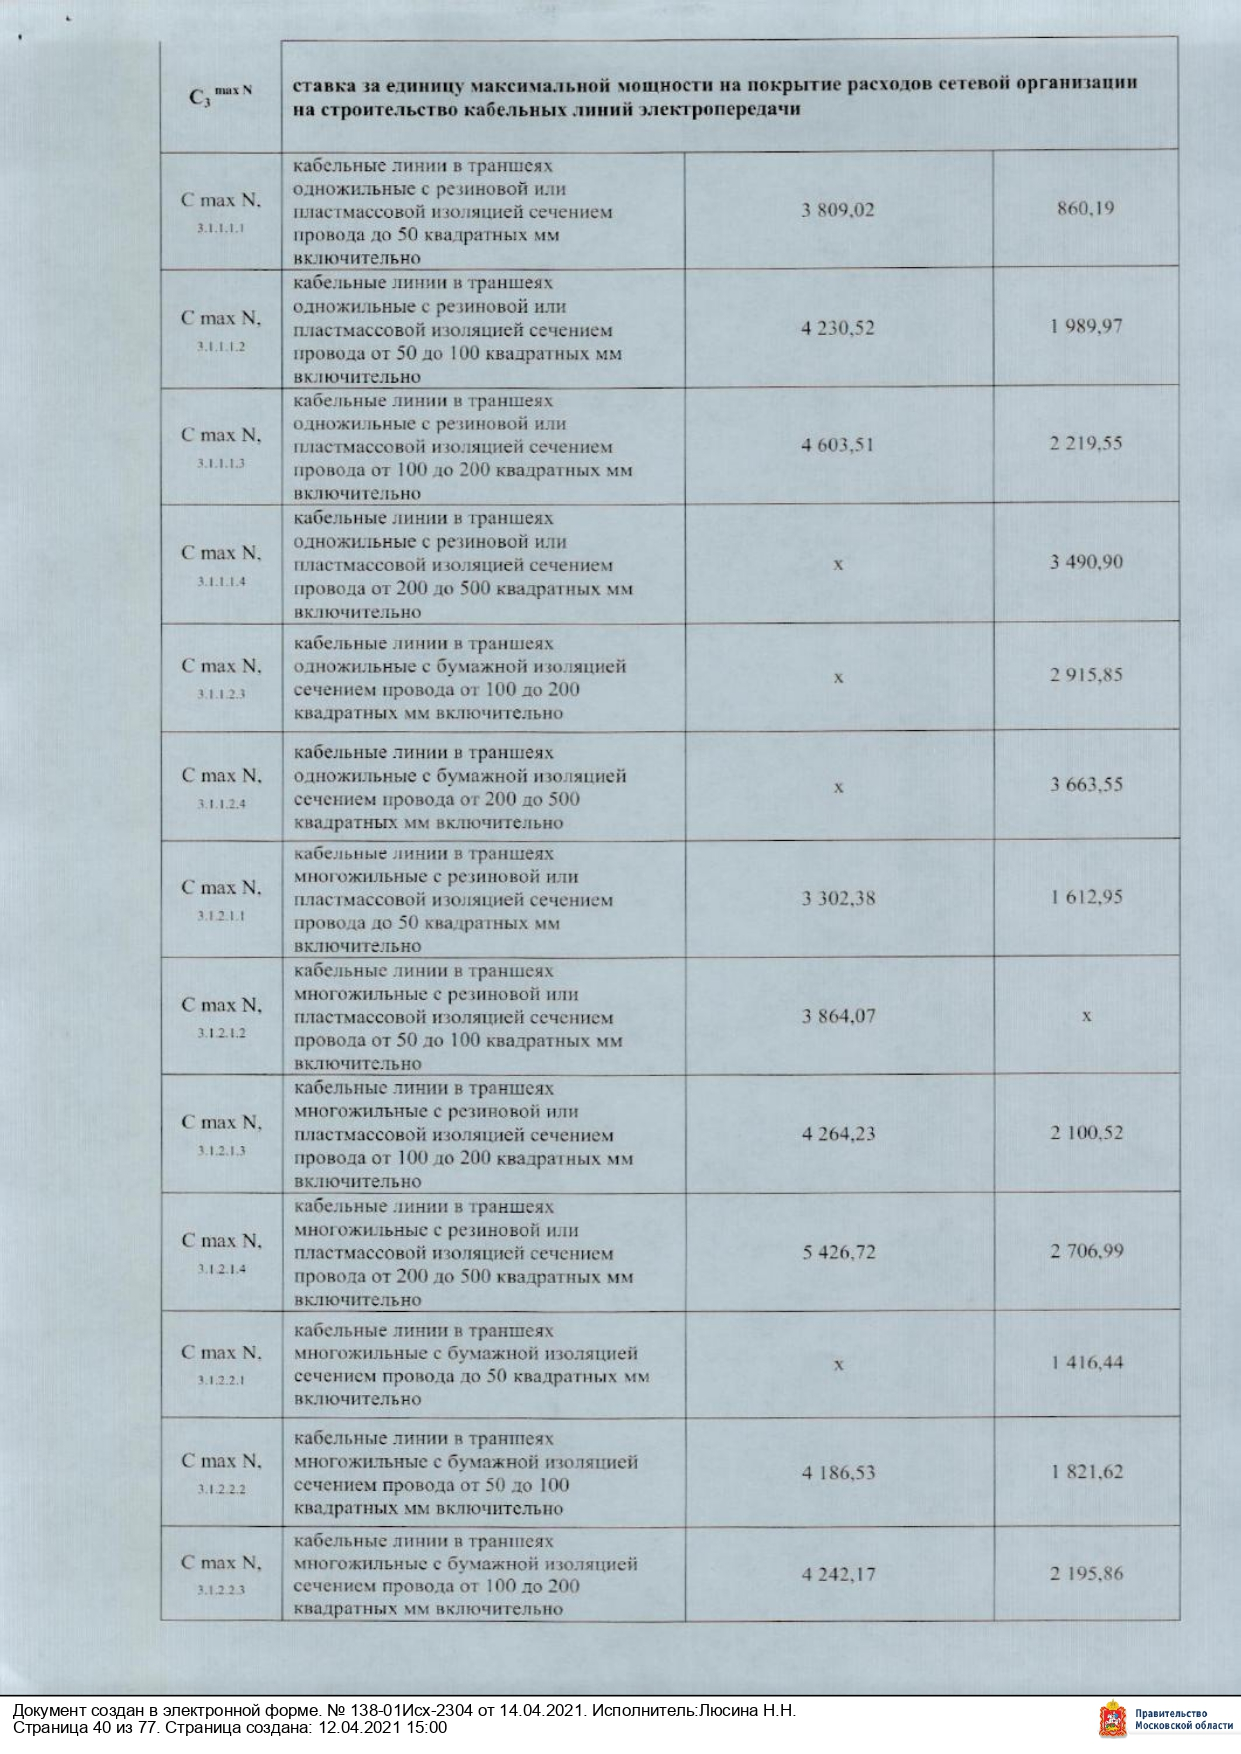 C₃ max N
ставка за единицу максимальной мощности на покрытие расходов сетевой организации
на строительство кабельных линий электропередачи
C max N,
3.1.1.1.1
кабельные линии в траншеях
одножильные с резиновой или
пластмассовой изоляцией сечением
провода до 50 квадратных мм
включительно
3 809,02
860,19
C max N,
3.1.1.1.2
кабельные линии в траншеях
одножильные с резиновой или
пластмассовой изоляцией сечением
провода от 50 до 100 квадратных мм
включительно
4 230,52
1 989,97
C max N,
3.1.1.1.3
кабельные линии в траншеях
одножильные с резиновой или
пластмассовой изоляцией сечением
провода от 100 до 200 квадратных мм
включительно
4 603,51
2 219,55
C max N,
3.1.1.1.4
кабельные линии в траншеях
одножильные с резиновой или
пластмассовой изоляцией сечением
провода от 200 до 500 квадратных мм
включительно
х
3 490,90
C max N,
3.1.1.2.3
кабельные линии в траншеях
одножильные с бумажной изоляцией
сечением провода от 100 до 200
квадратных мм включительно
х
2 915,85
C max N,
3.1.1.2.4
кабельные линии в траншеях
одножильные с бумажной изоляцией
сечением провода от 200 до 500
квадратных мм включительно
х
3 663,55
C max N,
3.1.2.1.1
кабельные линии в траншеях
многожильные с резиновой или
пластмассовой изоляцией сечением
провода до 50 квадратных мм
включительно
3 302,38
1 612,95
C max N,
3.1.2.1.2
кабельные линии в траншеях
многожильные с резиновой или
пластмассовой изоляцией сечением
провода от 50 до 100 квадратных мм
включительно
3 864,07
х
C max N,
3.1.2.1.3
кабельные линии в траншеях
многожильные с резиновой или
пластмассовой изоляцией сечением
провода от 100 до 200 квадратных мм
включительно
4 264,23
2 100,52
C max N,
3.1.2.1.4
кабельные линии в траншеях
многожильные с резиновой или
пластмассовой изоляцией сечением
провода от 200 до 500 квадратных мм
включительно
5 426,72
2 706,99
C max N,
3.1.2.2.1
кабельные линии в траншеях
многожильные с бумажной изоляцией
сечением провода до 50 квадратных мм
включительно
х
1 416,44
C max N,
3.1.2.2.2
кабельные линии в траншеях
многожильные с бумажной изоляцией
сечением провода от 50 до 100
квадратных мм включительно
4 186,53
1 821,62
C max N,
3.1.2.2.3
кабельные линии в траншеях
многожильные с бумажной изоляцией
сечением провода от 100 до 200
квадратных мм включительно
4 242,17
2 195,86
Документ создан в электронной форме. № 138-01Исх-2304 от 14.04.2021. Исполнитель:Люсина Н.Н.
Страница 40 из 77. Страница создана: 12.04.2021 15:00
Правительство
Московской области